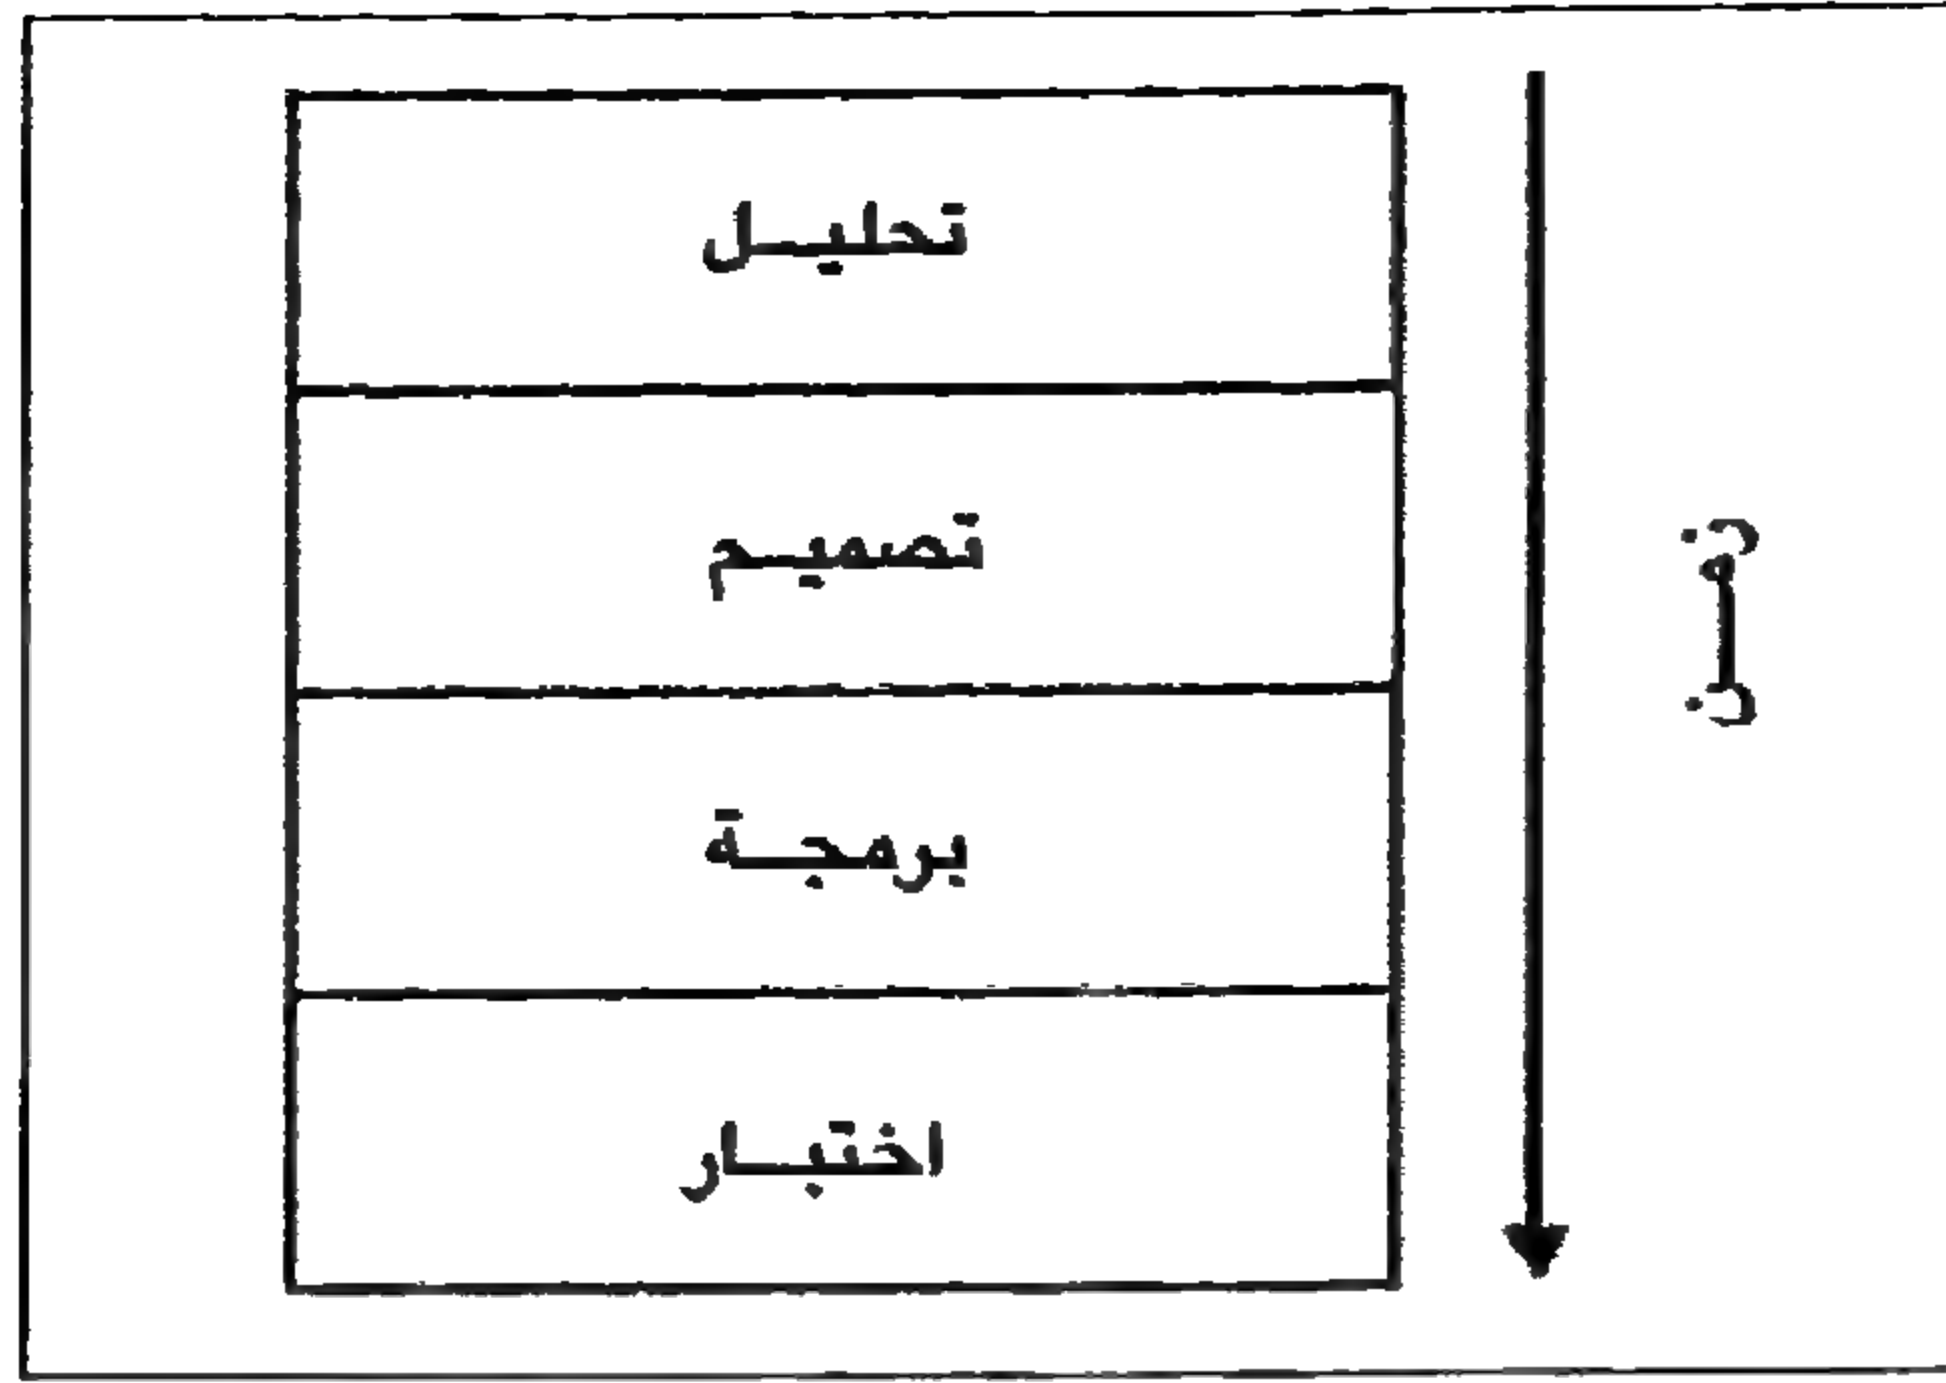 تحليل
تصميم
برمجة
اختبار
زمن